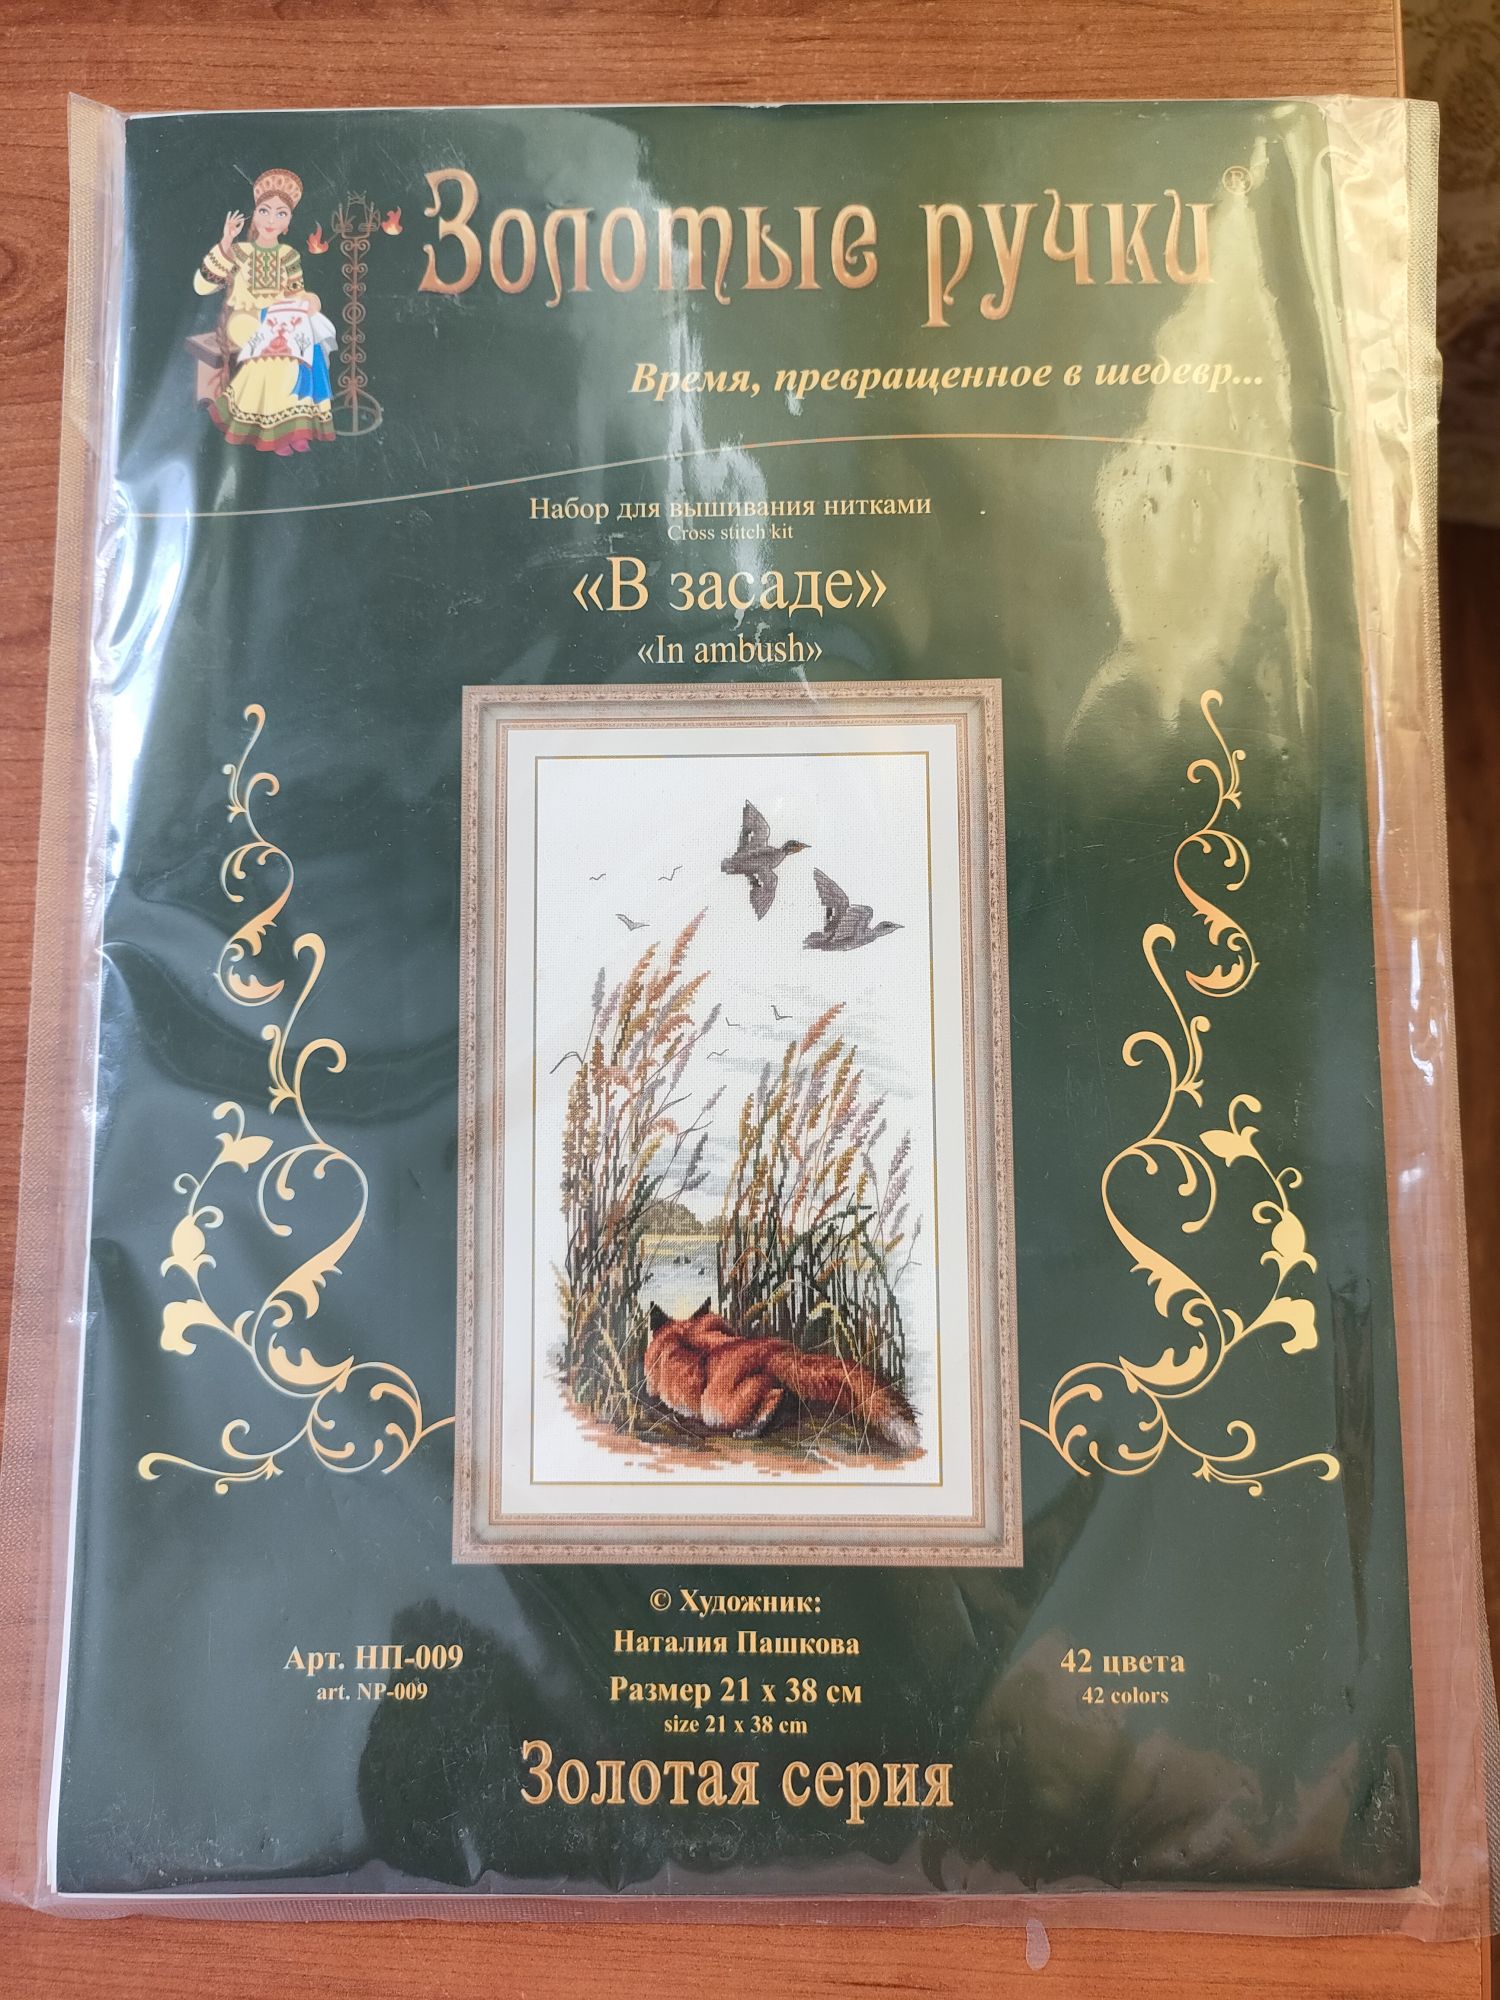 Золотые ручки®
Время, превращенное в шедевр...
Набор для вышивания нитками
Cross stitch kit
«В засаде»
«In ambush»
© Художник:
Наталия Пашкова
Арт. НП-009
art. NP-009
Размер 21 х 38 см
size 21 x 38 cm
42 цвета
42 colors
Золотая серия